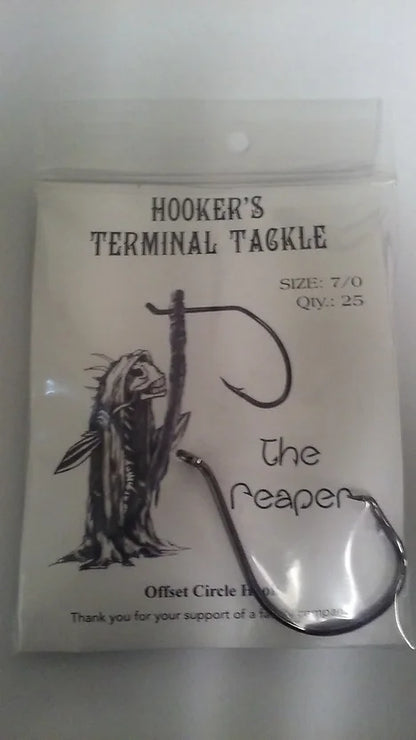 HOOKER'S
TERMINAL TACKLE
SIZE: 7/0
Qty.: 25
The
Reaper
Offset Circle
Thank you for your support of a